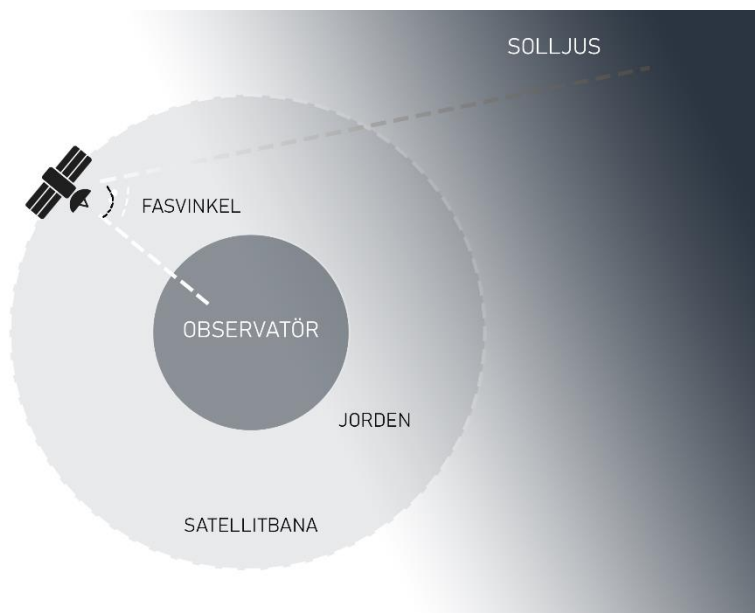 SOLLJUS
FASVINKEL
OBSERVATÖR
JORDEN
SATELLITBANA